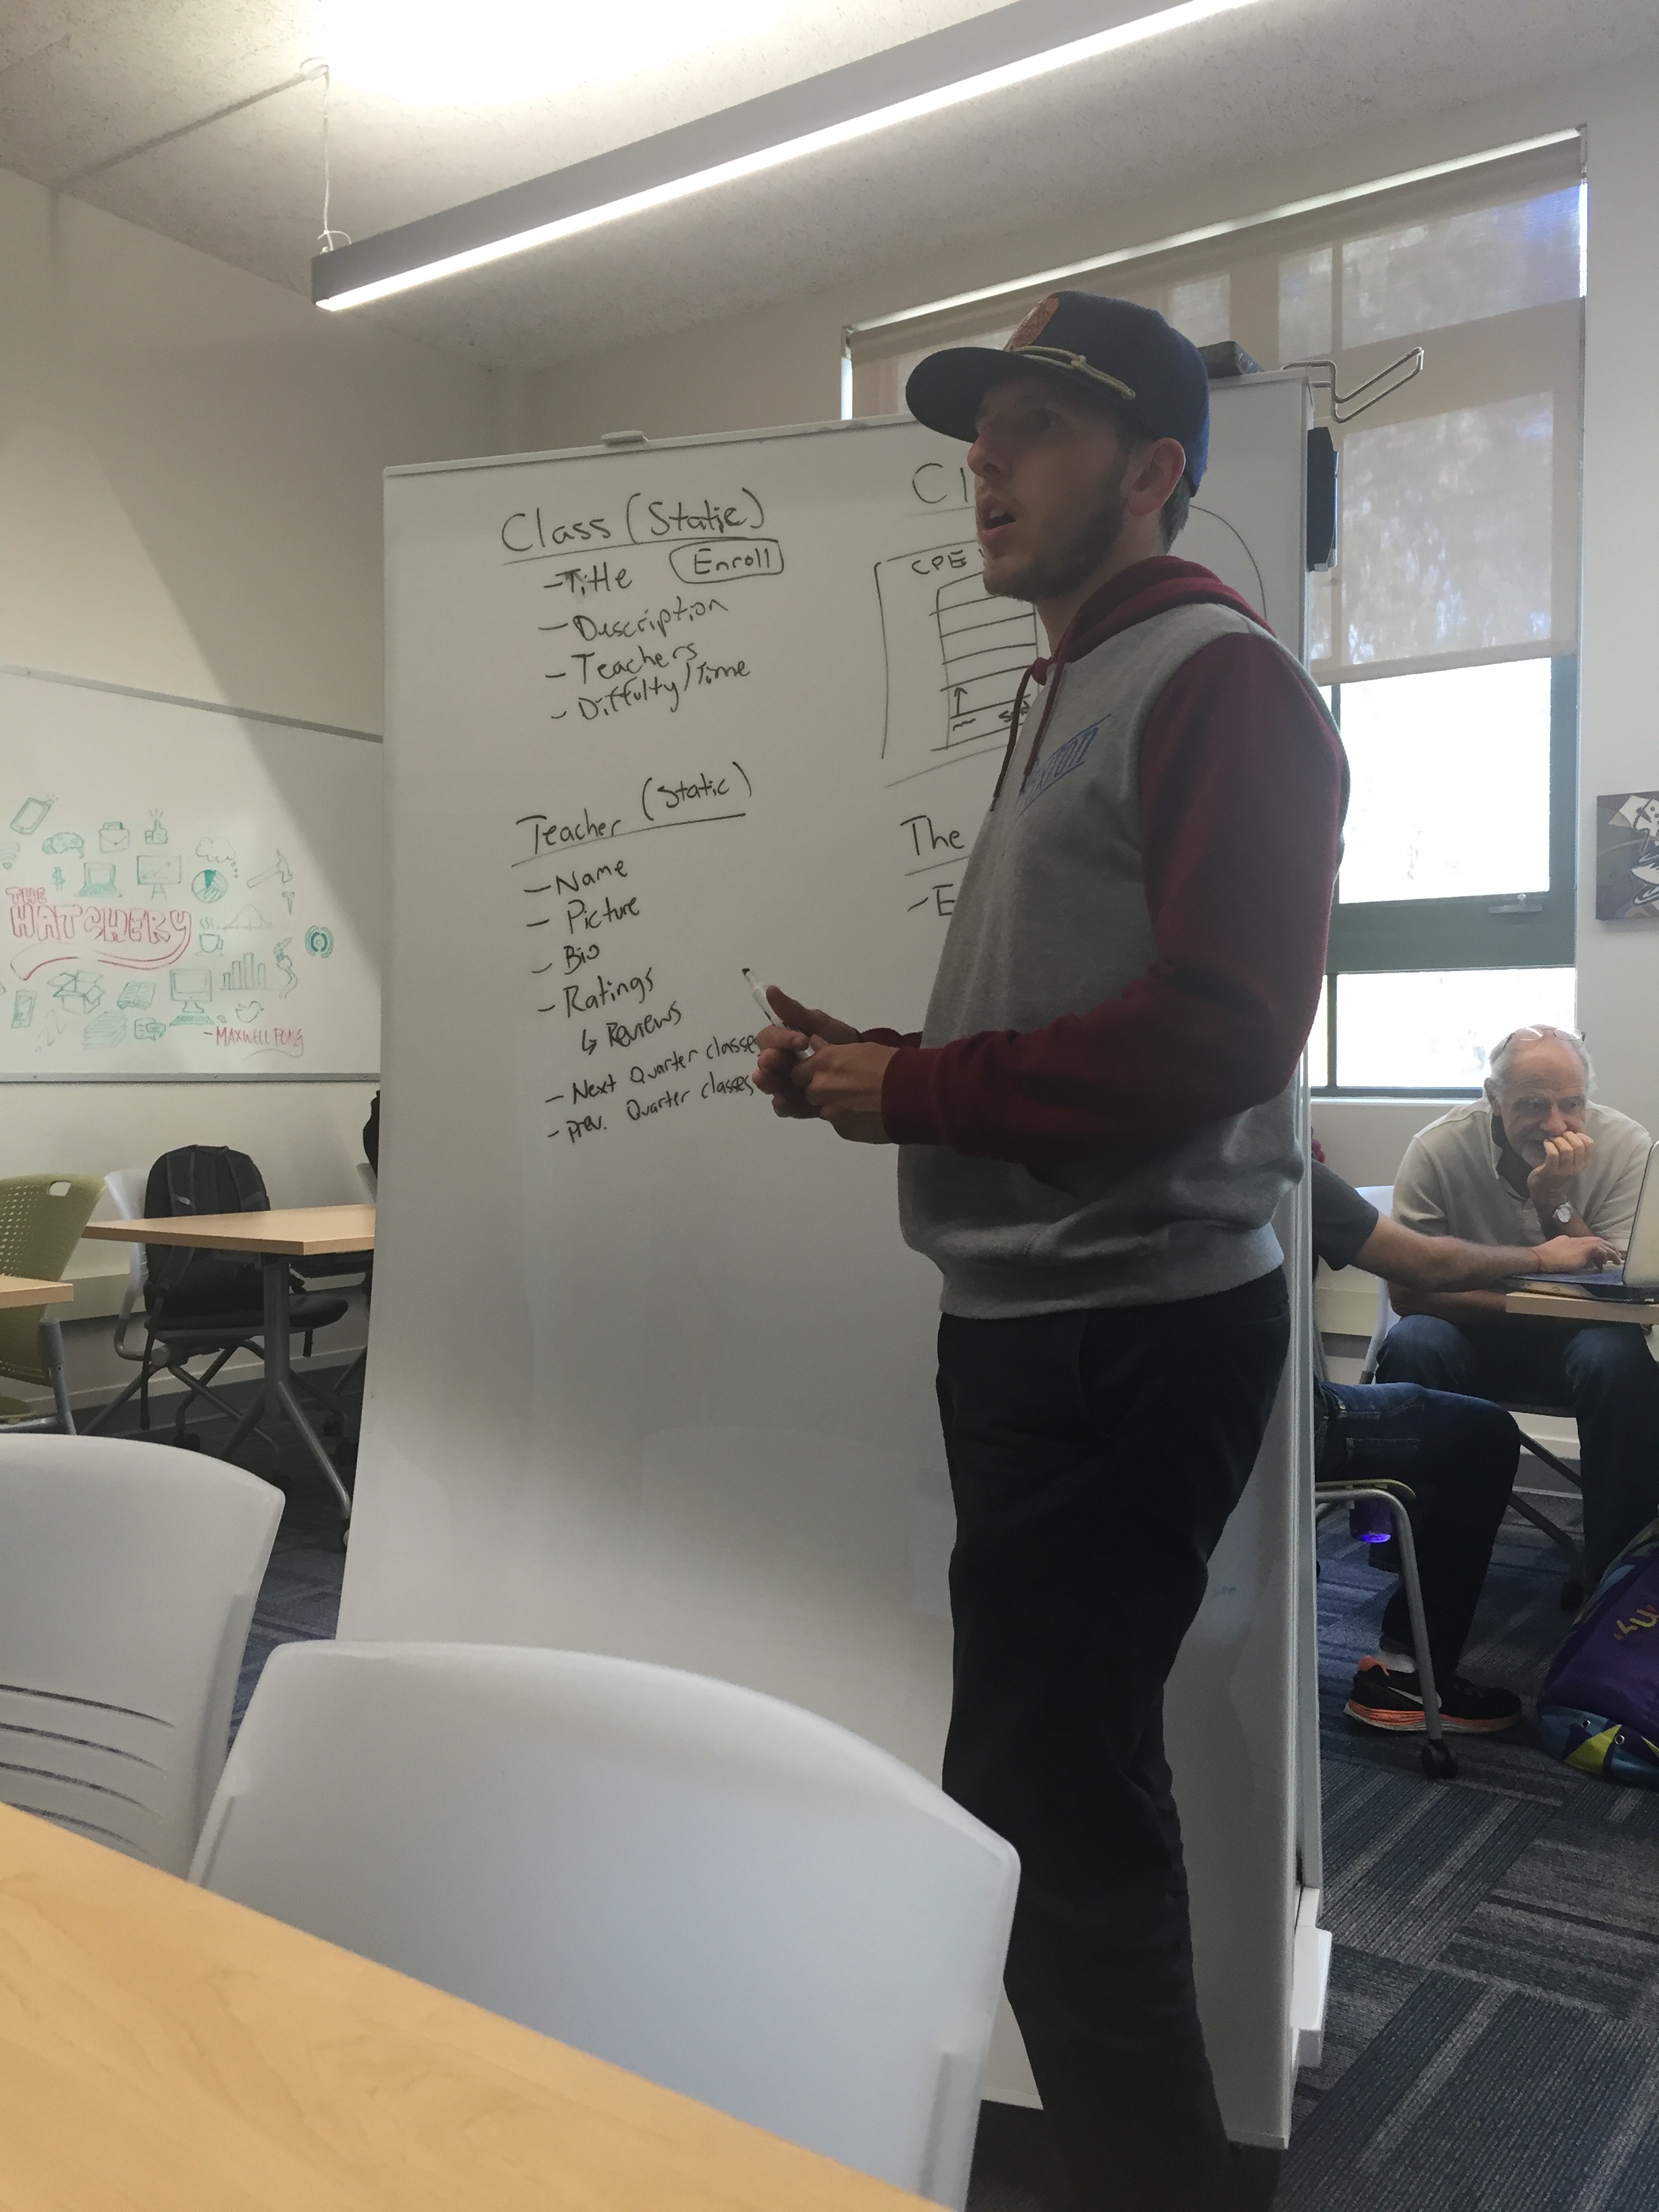 Class (Static)
Enroll
- Title
- Description
- Teachers
- Diffulty/Time
Teacher (Static)
- Name
- Picture
- Bio
- Ratings
↳ Reviews
- Next Quarter classes
- Prev. Quarter classes
CPE
The
THE
HATCHERY
- MAXWELL FONG